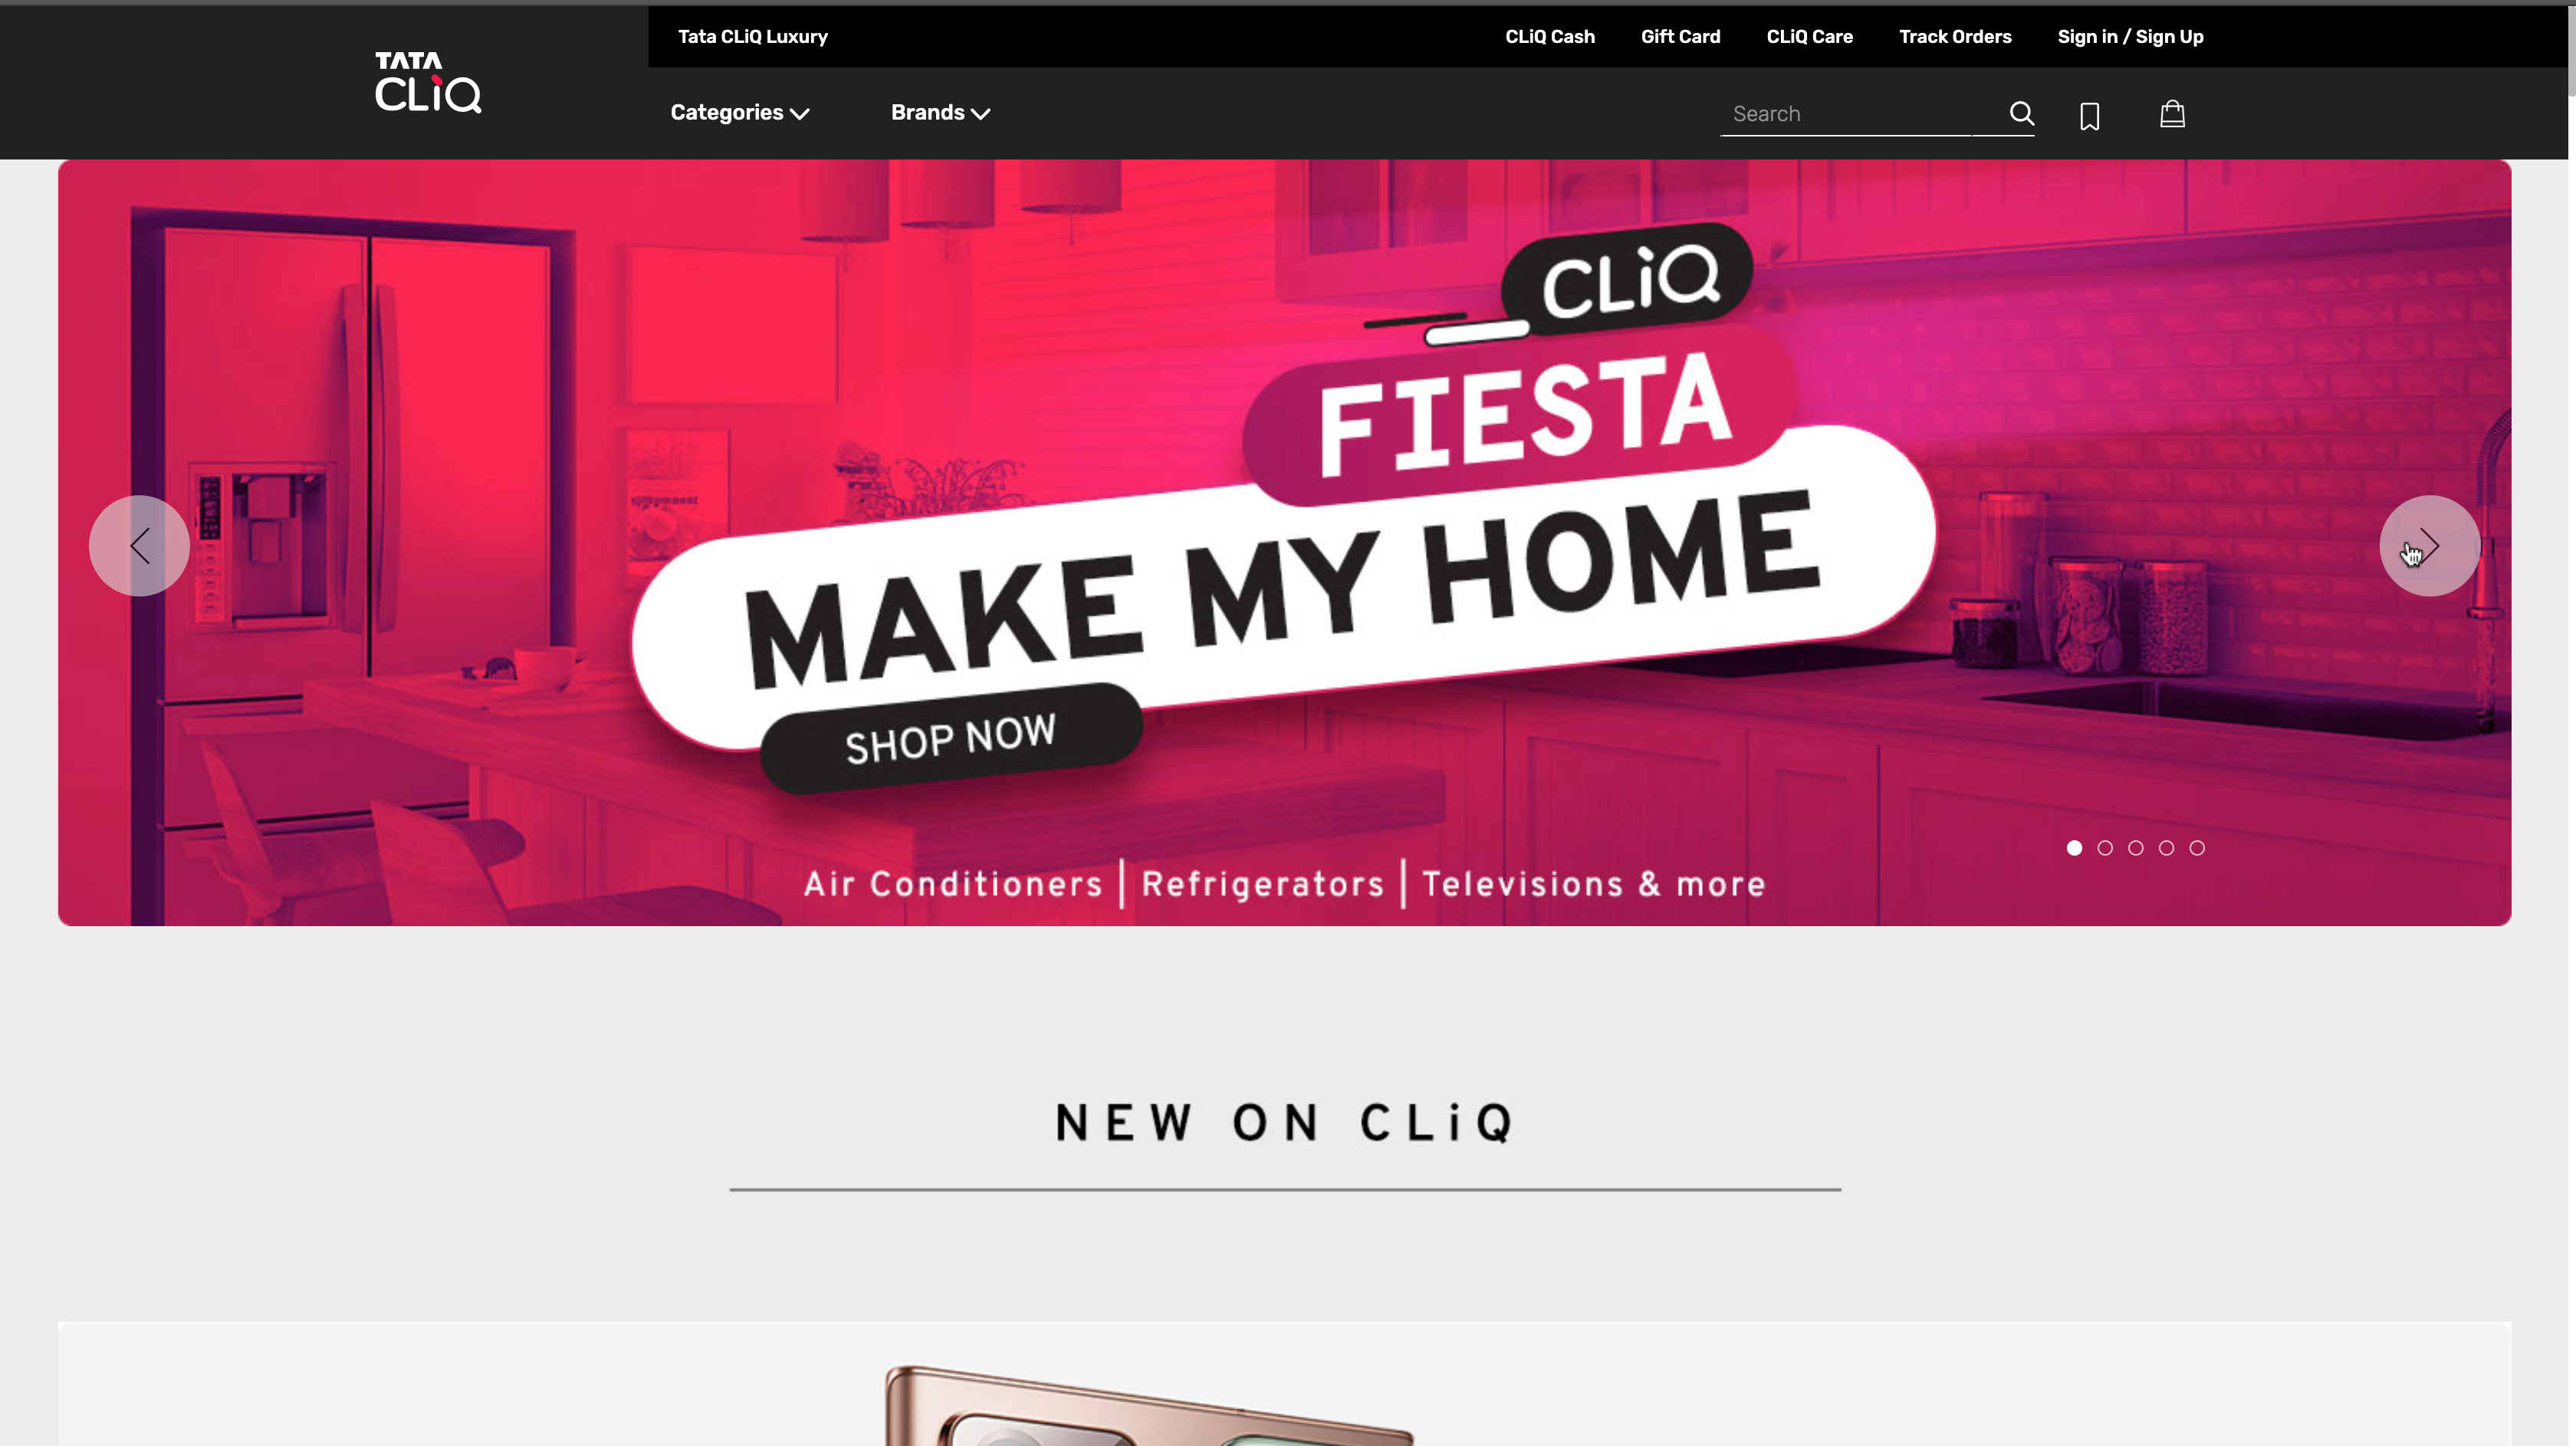 Tata CLiQ Luxury
CLiQ Cash
Gift Card
CLiQ Care
Track Orders
Sign in / Sign Up
TATA
CLiQ
Categories
Brands
Search
CLiQ
FIESTA
MAKE MY HOME
SHOP NOW
Air Conditioners | Refrigerators | Televisions & more
NEW ON CLiQ